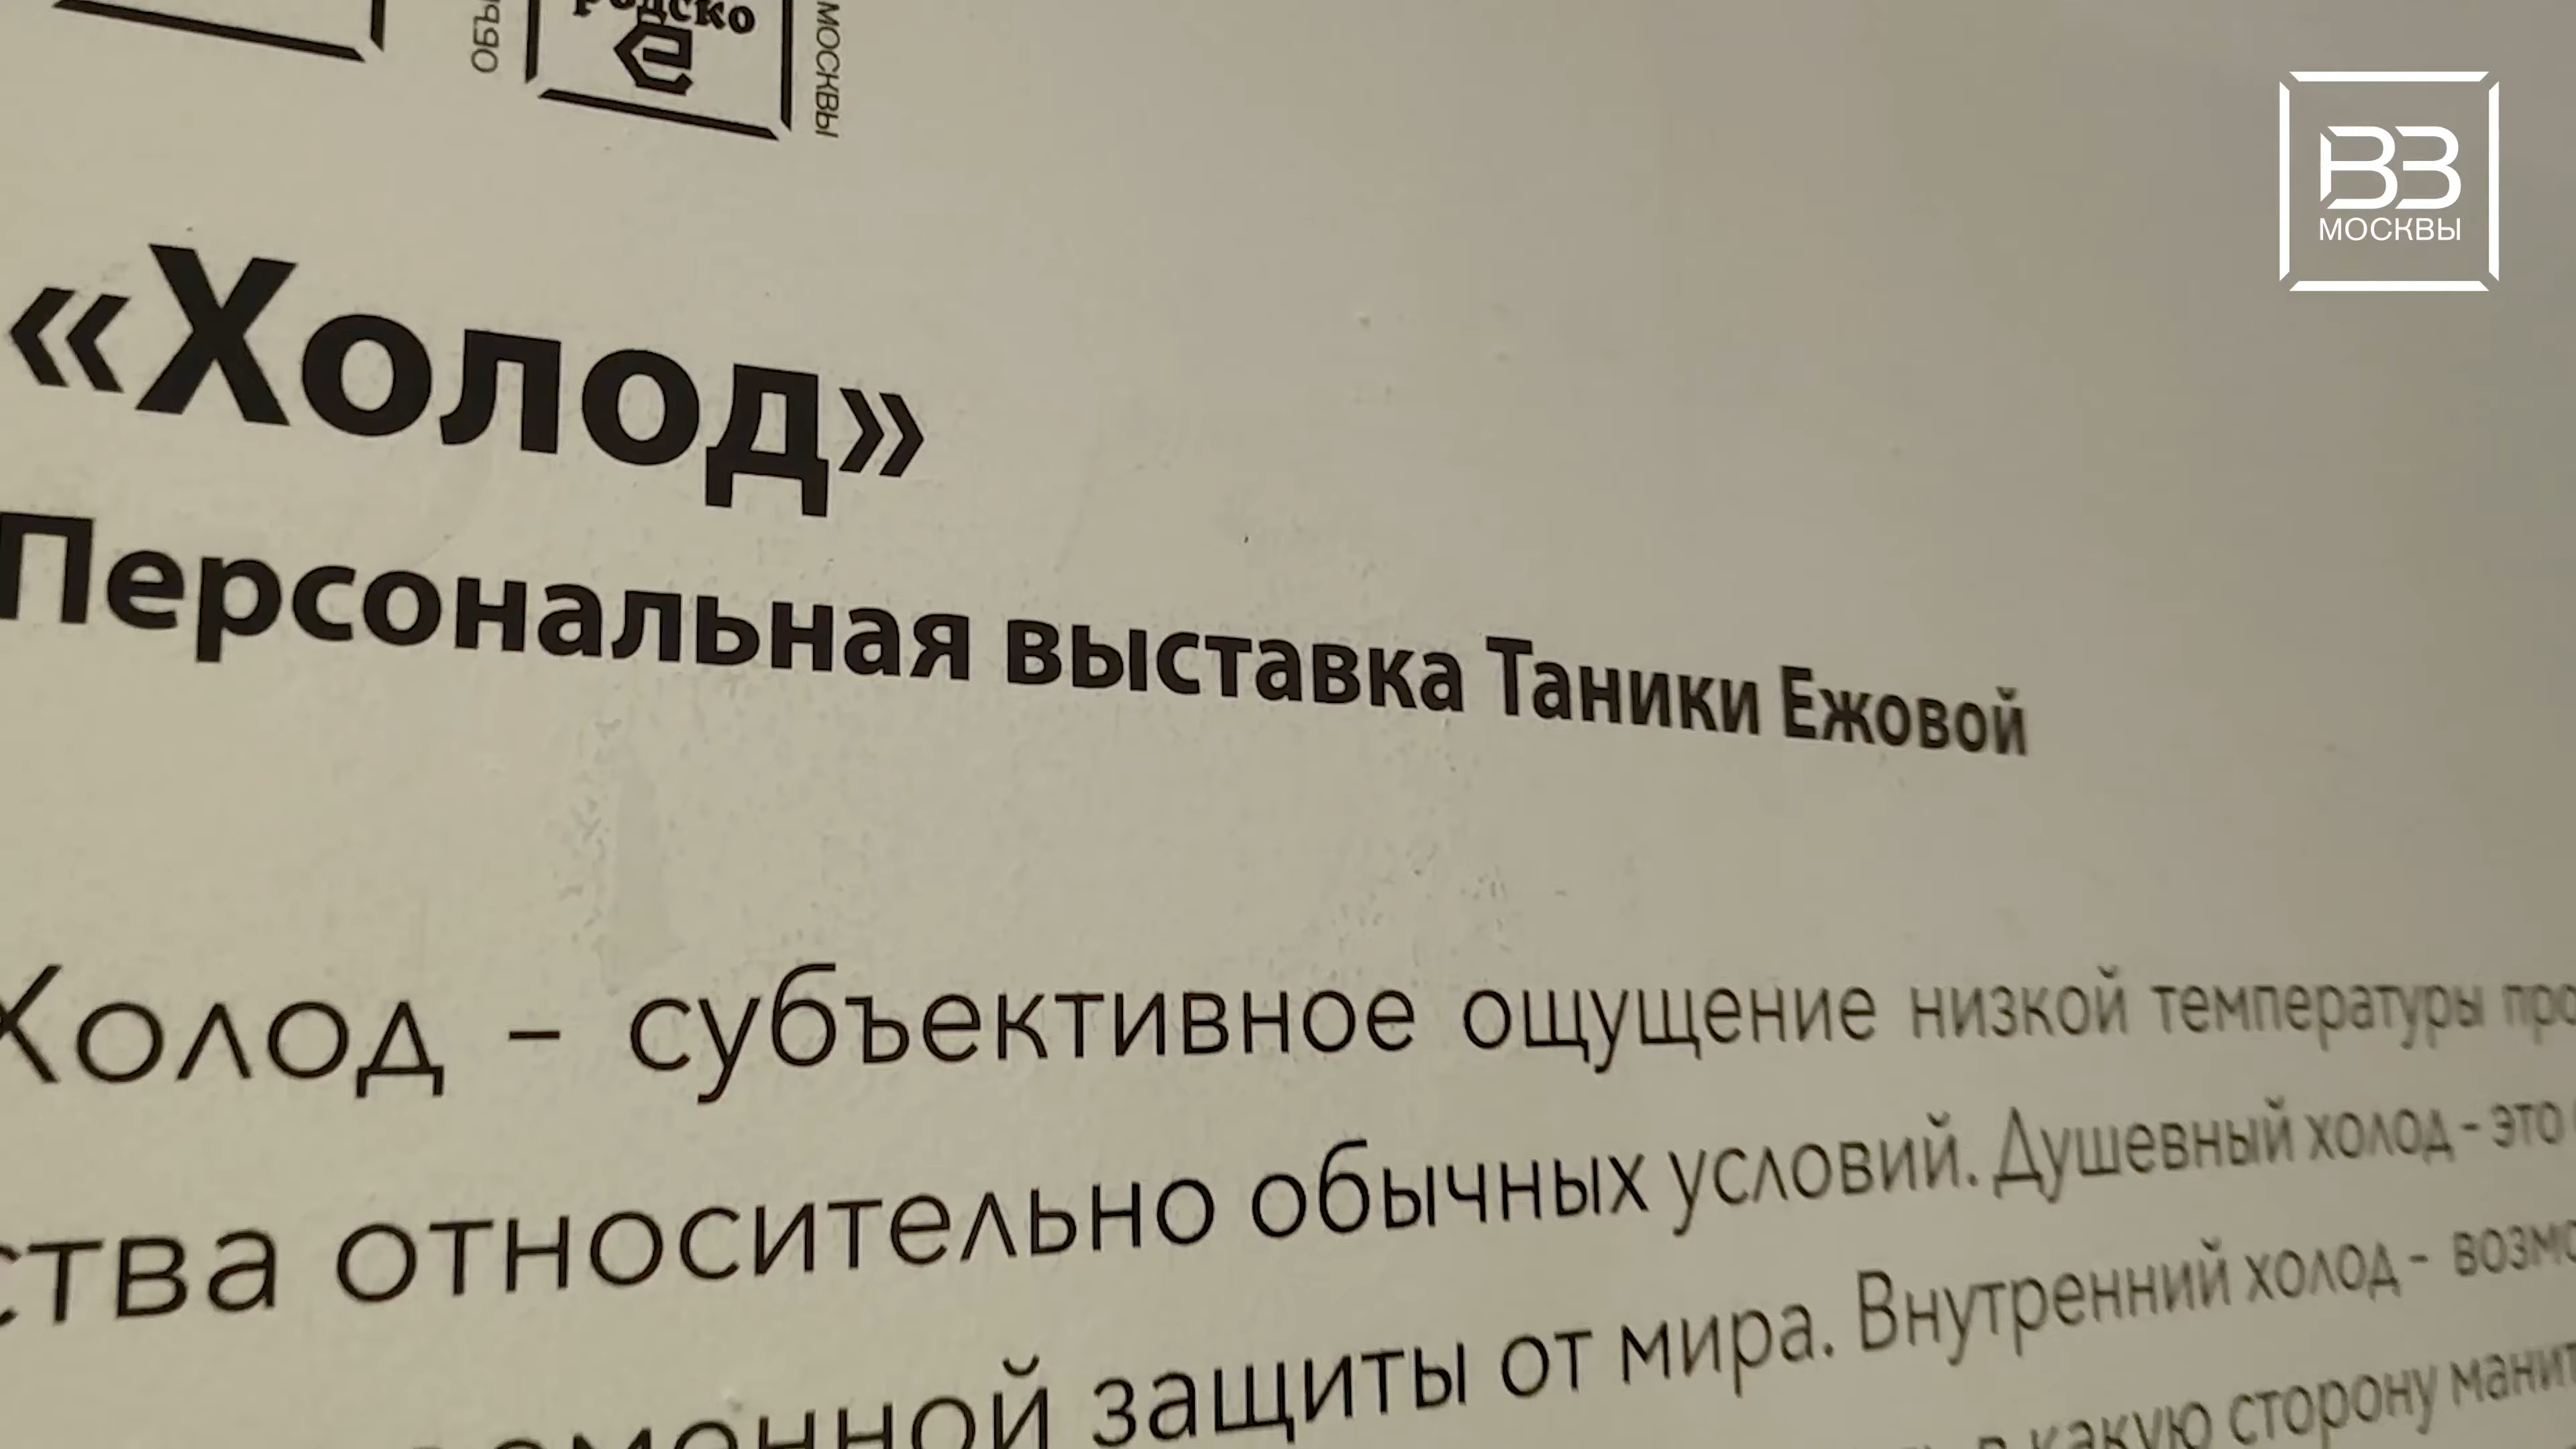 МОСКВЫ
ВЗ
МОСКВЫ
«Холод»
Персональная выставка Таники Ежовой
Холод – субъективное ощущение низкой температуры
относительно обычных условий. Душевный холод - это
защиты от мира. Внутренний холод -
какую сторону